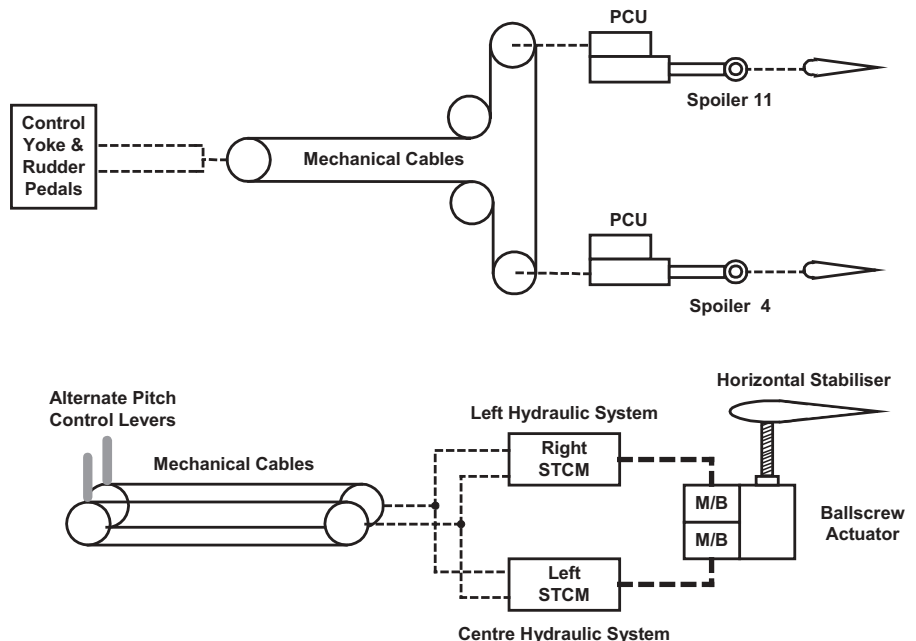 PCU
Spoiler 11
Control
Yoke &
Rudder
Pedals
Mechanical Cables
PCU
Spoiler 4
Alternate Pitch
Control Levers
Mechanical Cables
Left Hydraulic System
Right
STCM
Left
STCM
Centre Hydraulic System
Horizontal Stabiliser
M/B
M/B
Ballscrew
Actuator